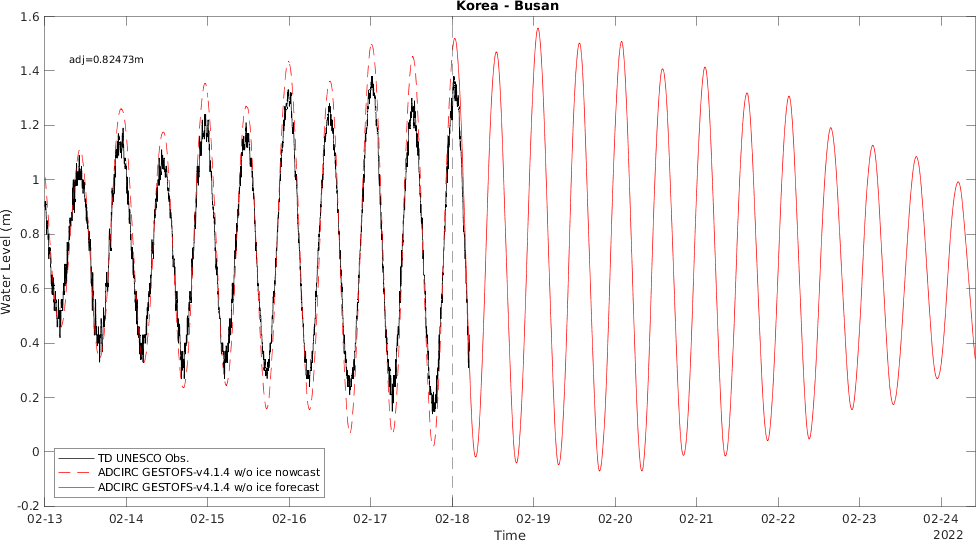 Korea - Busan
1.6
1.4
1.2
1
0.8
0.6
0.4
0.2
0
-0.2
Water Level (m)
adj=0.82473m
TD UNESCO Obs.
ADCIRC GESTOFS-v4.1.4 w/o ice nowcast
ADCIRC GESTOFS-v4.1.4 w/o ice forecast
02-13 02-14 02-15 02-16 02-17 02-18 02-19 02-20 02-21 02-22 02-23 02-24
Time
2022